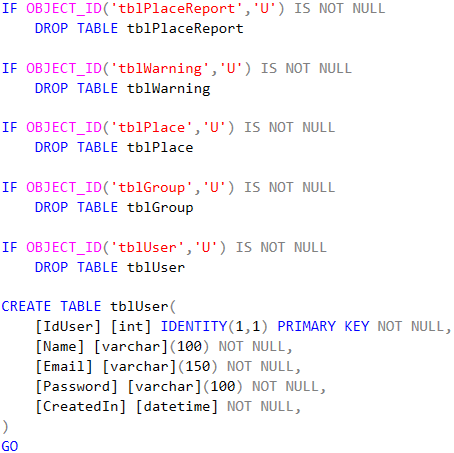 IF OBJECT_ID('tblPlaceReport','U') IS NOT NULL
    DROP TABLE tblPlaceReport
IF OBJECT_ID('tblWarning','U') IS NOT NULL
    DROP TABLE tblWarning
IF OBJECT_ID('tblPlace','U') IS NOT NULL
    DROP TABLE tblPlace
IF OBJECT_ID('tblGroup','U') IS NOT NULL
    DROP TABLE tblGroup
IF OBJECT_ID('tblUser','U') IS NOT NULL
    DROP TABLE tblUser
CREATE TABLE tblUser(
    [IdUser] [int] IDENTITY(1,1) PRIMARY KEY NOT NULL,
    [Name] [varchar](100) NOT NULL,
    [Email] [varchar](150) NOT NULL,
    [Password] [varchar](100) NOT NULL,
    [CreatedIn] [datetime] NOT NULL,
)
GO